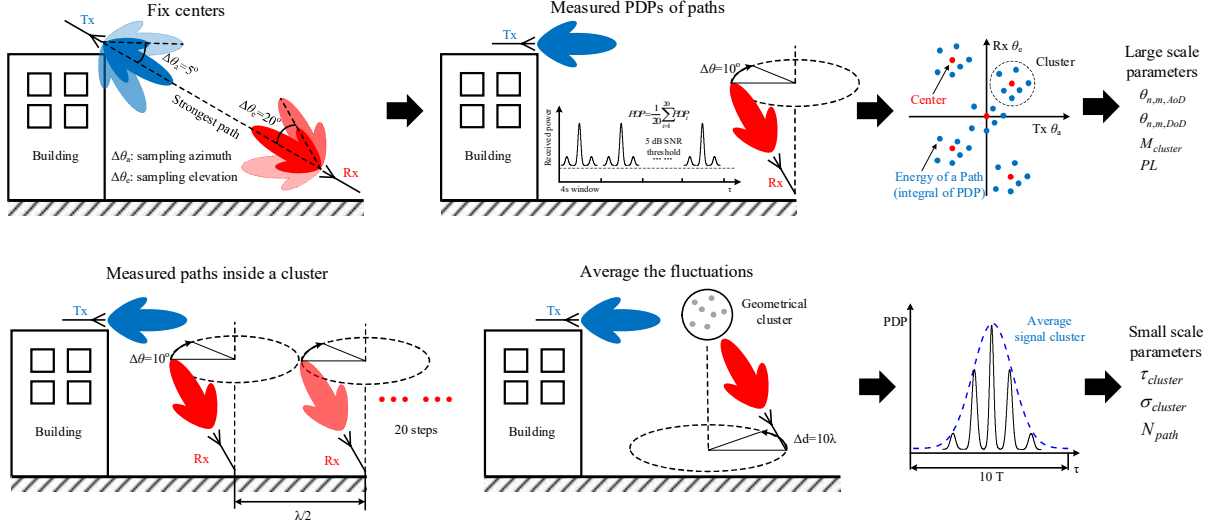 Fix centers
Tx
Δθa=5°
Strongest path
Δθe=20°
Building
Δθa: sampling azimuth
Δθe: sampling elevation
Rx
Measured PDPs of paths
Tx
Δθ=10°
Building
Received power
PDP=1/20 ∑ PDPi
5 dB SNR
threshold
4s window
τ
Rx
Rx θe
Cluster
Center
Tx θa
Energy of a Path
(integral of PDP)
Large scale
parameters
θn,m,AoD
θn,m,DoD
Mcluster
PL
Measured paths inside a cluster
Tx
Δθ=10°
Building
Rx
20 steps
λ/2
Average the fluctuations
Tx
Geometrical
cluster
Building
Rx
Δd=10λ
PDP
Average
signal cluster
10 T
τ
Small scale
parameters
τcluster
σcluster
Npath